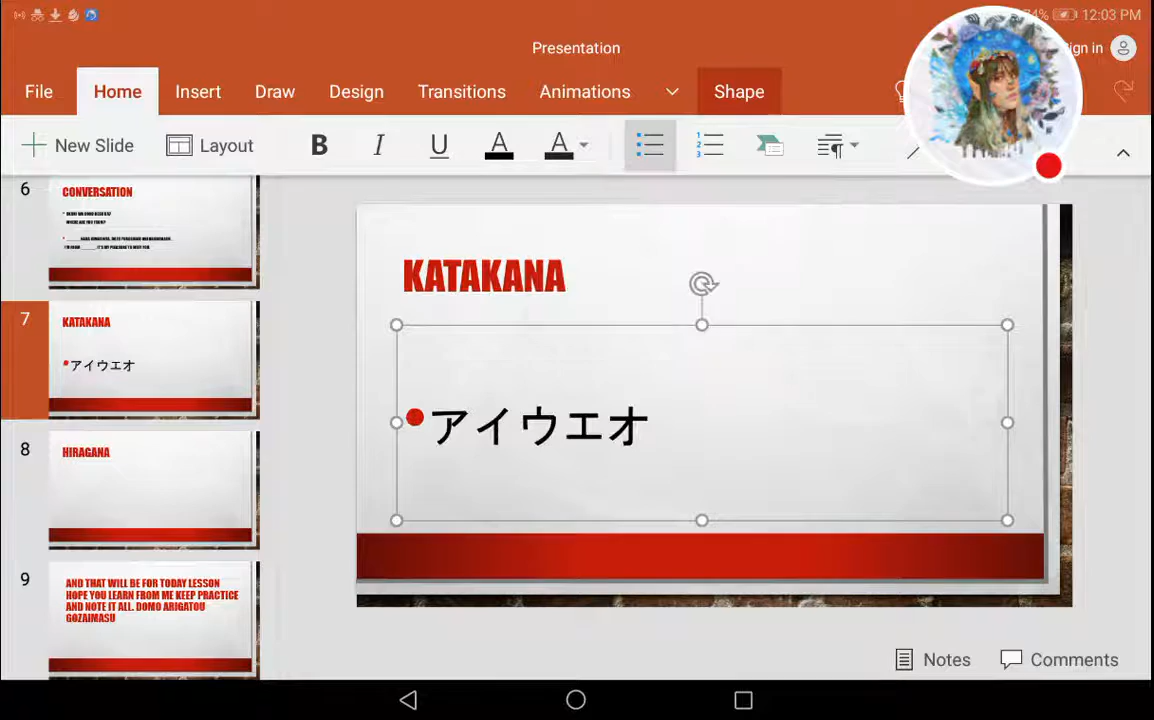 74% 12:03 PM
Presentation
ign in
File Home Insert Draw Design Transitions Animations Shape
New Slide Layout B I U A A
6
CONVERSATION
7
KATAKANA
アイウエオ
8
HIRAGANA
9
AND THAT WILL BE FOR TODAY LESSON
HOPE YOU LEARN FROM ME KEEP PRACTICE
AND NOTE IT ALL. DOMO ARIGATOU
GOZAIMASU
KATAKANA
アイウエオ
Notes Comments